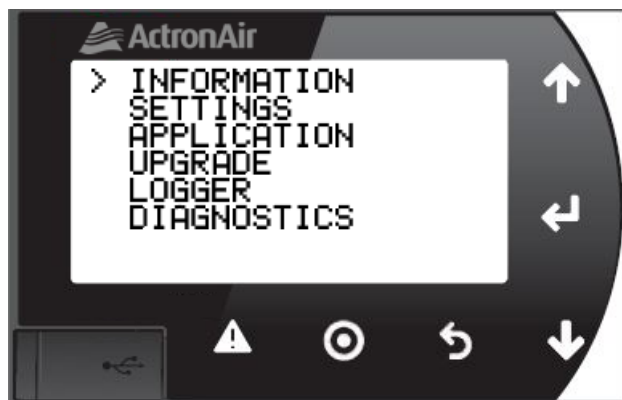 ActronAir
> INFORMATION
SETTINGS
APPLICATION
UPGRADE
LOGGER
DIAGNOSTICS